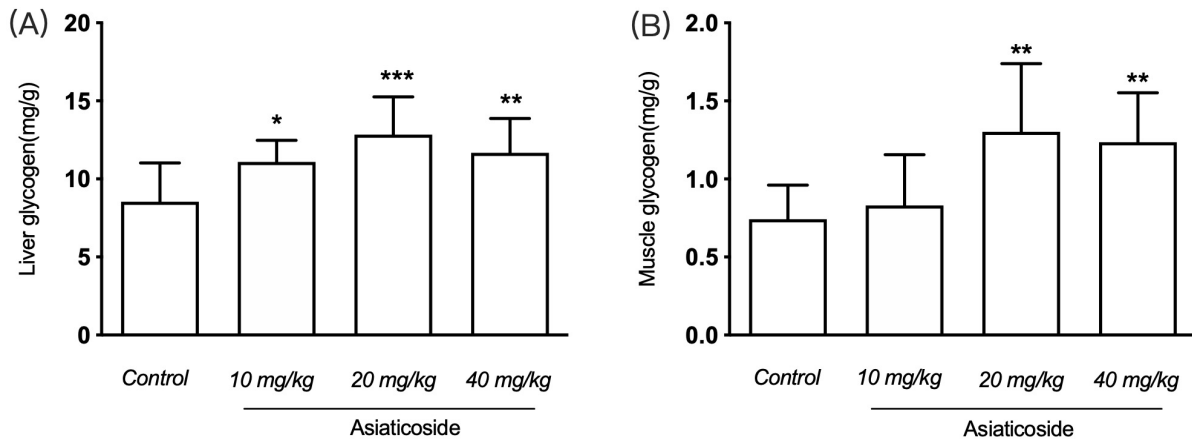 (A)
Liver glycogen(mg/g)
20
15
10
5
0
*
***
**
Control
10 mg/kg
20 mg/kg
40 mg/kg
Asiaticoside
(B)
Muscle glycogen(mg/g)
2.0
1.5
1.0
0.5
0.0
**
**
Control
10 mg/kg
20 mg/kg
40 mg/kg
Asiaticoside